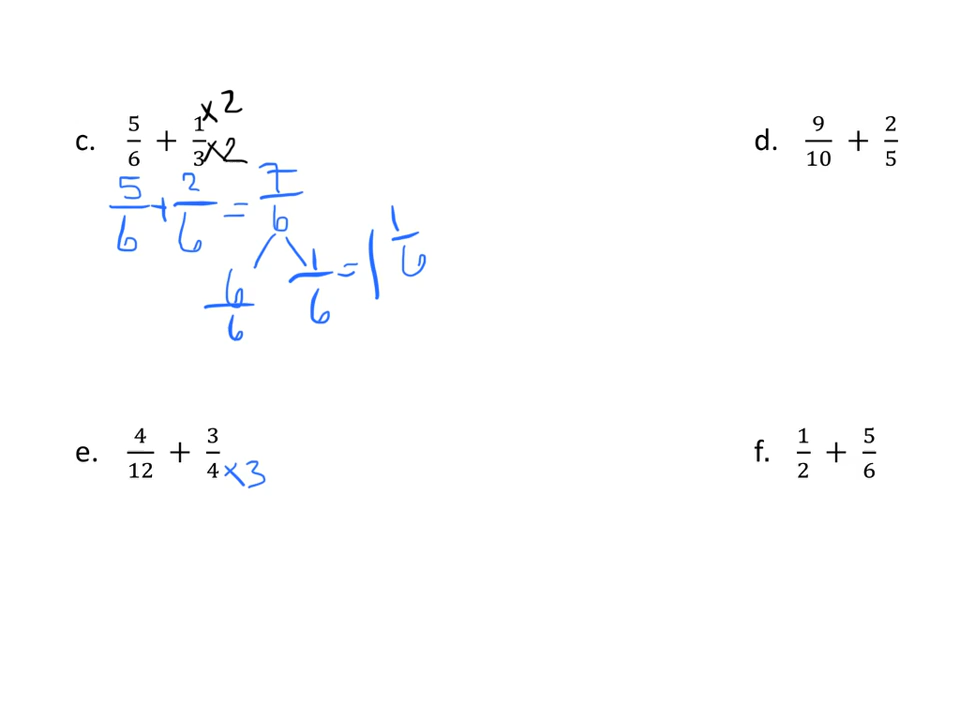 c. 5/6 + 1/3 ×2 ×2
5/6 + 2/6 = 7/6
6/6 1/6 = 1 1/6
d. 9/10 + 2/5
e. 4/12 + 3/4 ×3
f. 1/2 + 5/6